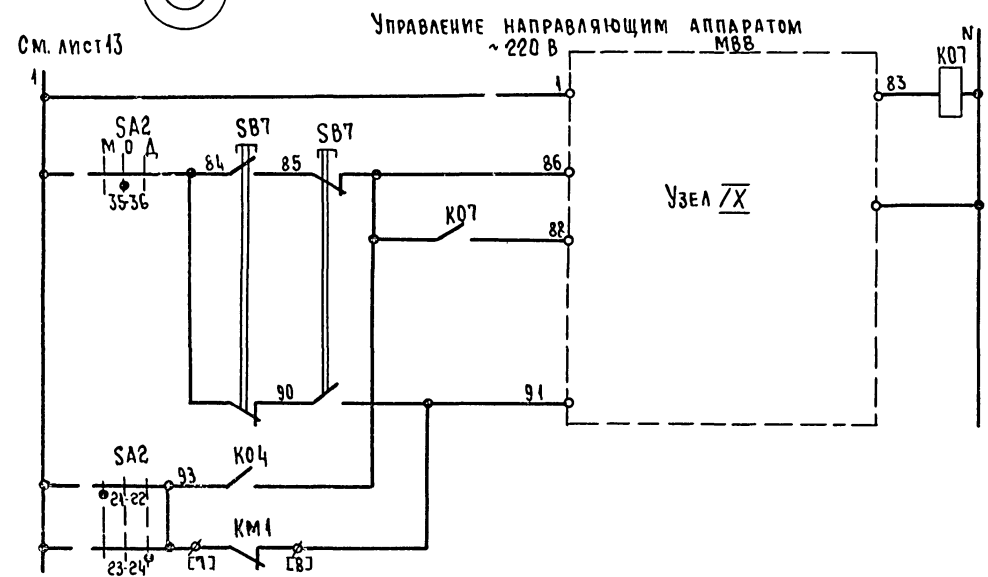 Управление направляющим аппаратом
См. лист 13
~ 220 В
МВВ
N
К07
1
1
83
SA2
SB7
SB7
М О Д
84
85
86
35-36
Узел IX
К07
88
90
91
SA2
К04
93
21-22
КМ1
23-24
[7]
[8]